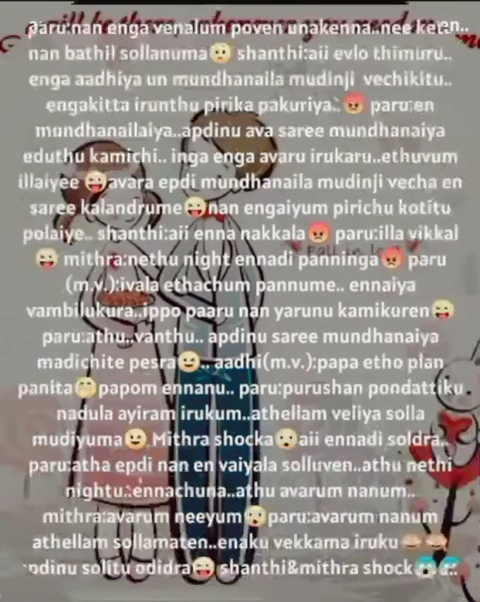 paru:nan enga venalum poven unakenna..nee keten..
nan bathil sollanuma🤨 shanthi:aii evlo thimuru..
enga aadhiya un mundhanaila mudinji vechikitu..
engakitta irunthu pirika pakuriya..😡 paru:en
mundhanailaiya..apdinu ava saree mundhanaiya
eduthu kamichi.. inga enga avaru irukaru..ethuvum
illaiyee😜avara epdi mundhanaila mudinji vecha en
saree kalandrume😜nan engaiyum pirichu kotitu
polaiye.. shanthi:aii enna nakkala😡 paru:illa vikkal
😜 mithra:nethu night ennadi panninga😡 paru
(m.v.):ivala ethachum pannume.. ennaiya
vambilukura..ippo paaru nan yarunu kamikuren😜
paru:athu..vanthu.. apdinu saree mundhanaiya
madichite pesra😉.. aadhi(m.v.):papa etho plan
panita🤭papom ennanu.. paru:purushan pondattiku
nadula ayiram irukum..athellam veliya solla
mudiyuma😉 Mithra shocka😮aii ennadi soldra..
paru:atha epdi nan en vaiyala solluven..athu nethi
nightu..ennachuna..athu avarum nanum..
mithra:avarum neeyum😮paru:avarum nanum
athellam sollamaten..enaku vekkama iruku🙈🙈
apdinu solitu odidra😜 shanthi&mithra shock😱😱..